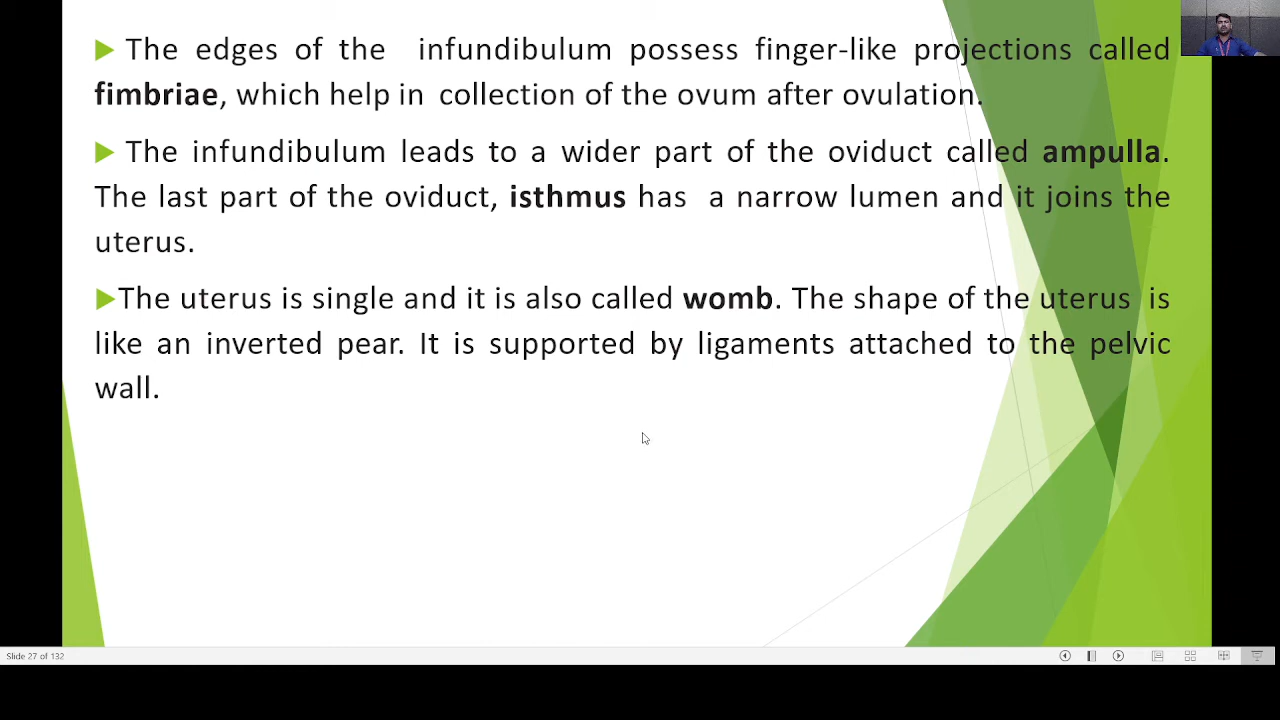 The edges of the infundibulum possess finger-like projections called
fimbriae, which help in collection of the ovum after ovulation.
The infundibulum leads to a wider part of the oviduct called ampulla.
The last part of the oviduct, isthmus has a narrow lumen and it joins the
uterus.
The uterus is single and it is also called womb. The shape of the uterus is
like an inverted pear. It is supported by ligaments attached to the pelvic
wall.
Slide 27 of 132